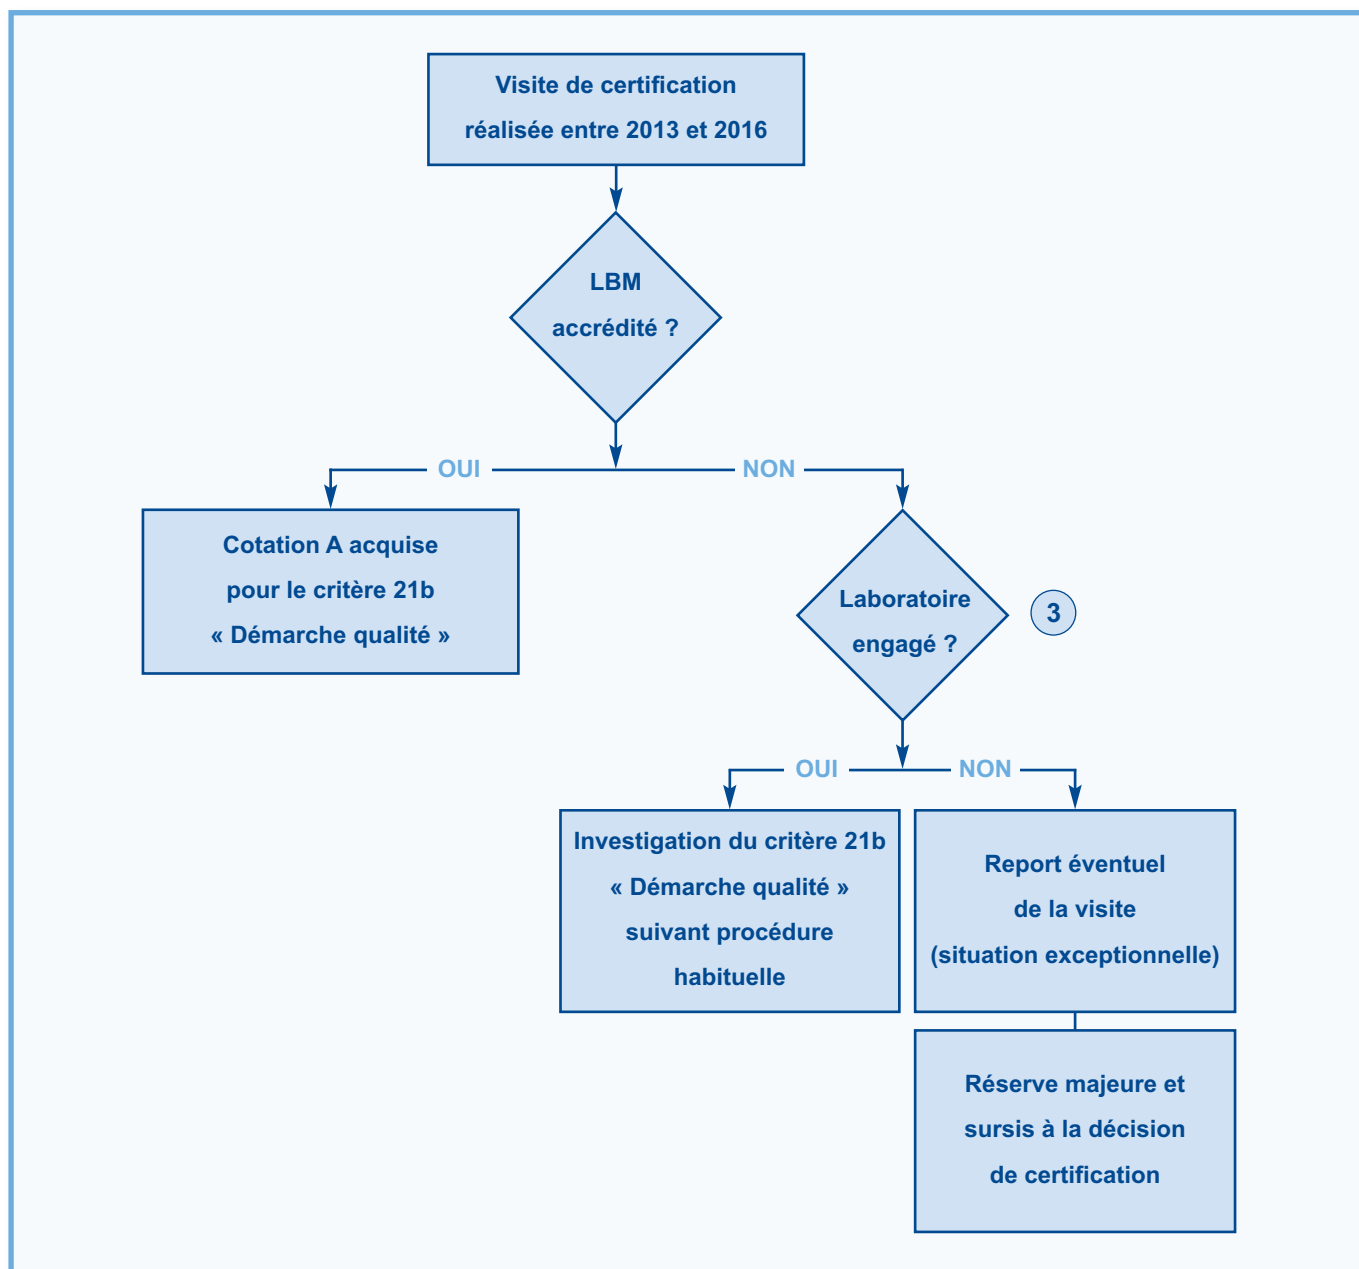 Visite de certification
réalisée entre 2013 et 2016
LBM
accrédité ?
OUI
NON
Cotation A acquise
pour le critère 21b
« Démarche qualité »
Laboratoire
engagé ?
3
OUI
NON
Investigation du critère 21b
« Démarche qualité »
suivant procédure
habituelle
Report éventuel
de la visite
(situation exceptionnelle)
Réserve majeure et
sursis à la décision
de certification